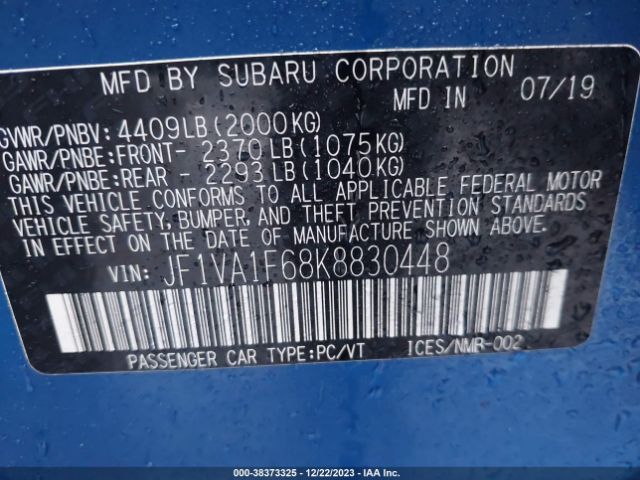 MFD BY SUBARU CORPORATION
MFD IN 07/19
GVWR/PNBV: 4409LB(2000KG)
GAWR/PNBE:FRONT- 2370LB(1075KG)
GAWR/PNBE:REAR - 2293LB(1040KG)
THIS VEHICLE CONFORMS TO ALL APPLICABLE FEDERAL MOTOR
VEHICLE SAFETY, BUMPER, AND THEFT PREVENTION STANDARDS
IN EFFECT ON THE DATE OF MANUFACTURE SHOWN ABOVE.
VIN: JF1VA1F68K8830448
PASSENGER CAR TYPE:PC/VT ICES/NMB-002
000-38373325 - 12/22/2023 - IAA Inc.